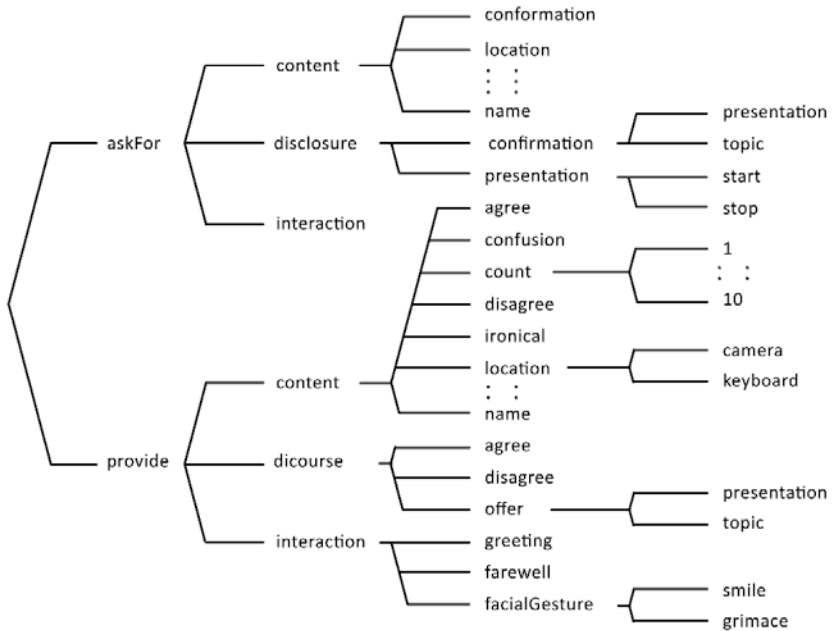 conformation
location
: :
name
content
askFor
disclosure
confirmation
presentation
topic
presentation
start
stop
interaction
agree
confusion
count
1
: :
10
disagree
ironical
location
camera
keyboard
: :
name
content
provide
dicourse
agree
disagree
offer
presentation
topic
interaction
greeting
farewell
facialGesture
smile
grimace